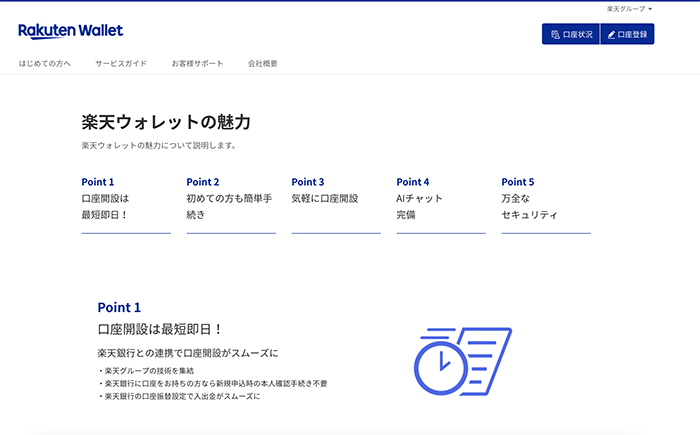 楽天グループ
Rakuten Wallet
口座状況 口座登録
はじめての方へ サービスガイド お客様サポート 会社概要
楽天ウォレットの魅力
楽天ウォレットの魅力について説明します。
Point 1
口座開設は
最短即日！
Point 2
初めての方も簡単手
続き
Point 3
気軽に口座開設
Point 4
AIチャット
完備
Point 5
万全な
セキュリティ
Point 1
口座開設は最短即日！
楽天銀行との連携で口座開設がスムーズに
・楽天グループの技術を集結
・楽天銀行に口座をお持ちの方なら新規申込時の本人確認手続き不要
・楽天銀行の口座振替設定で入出金がスムーズに